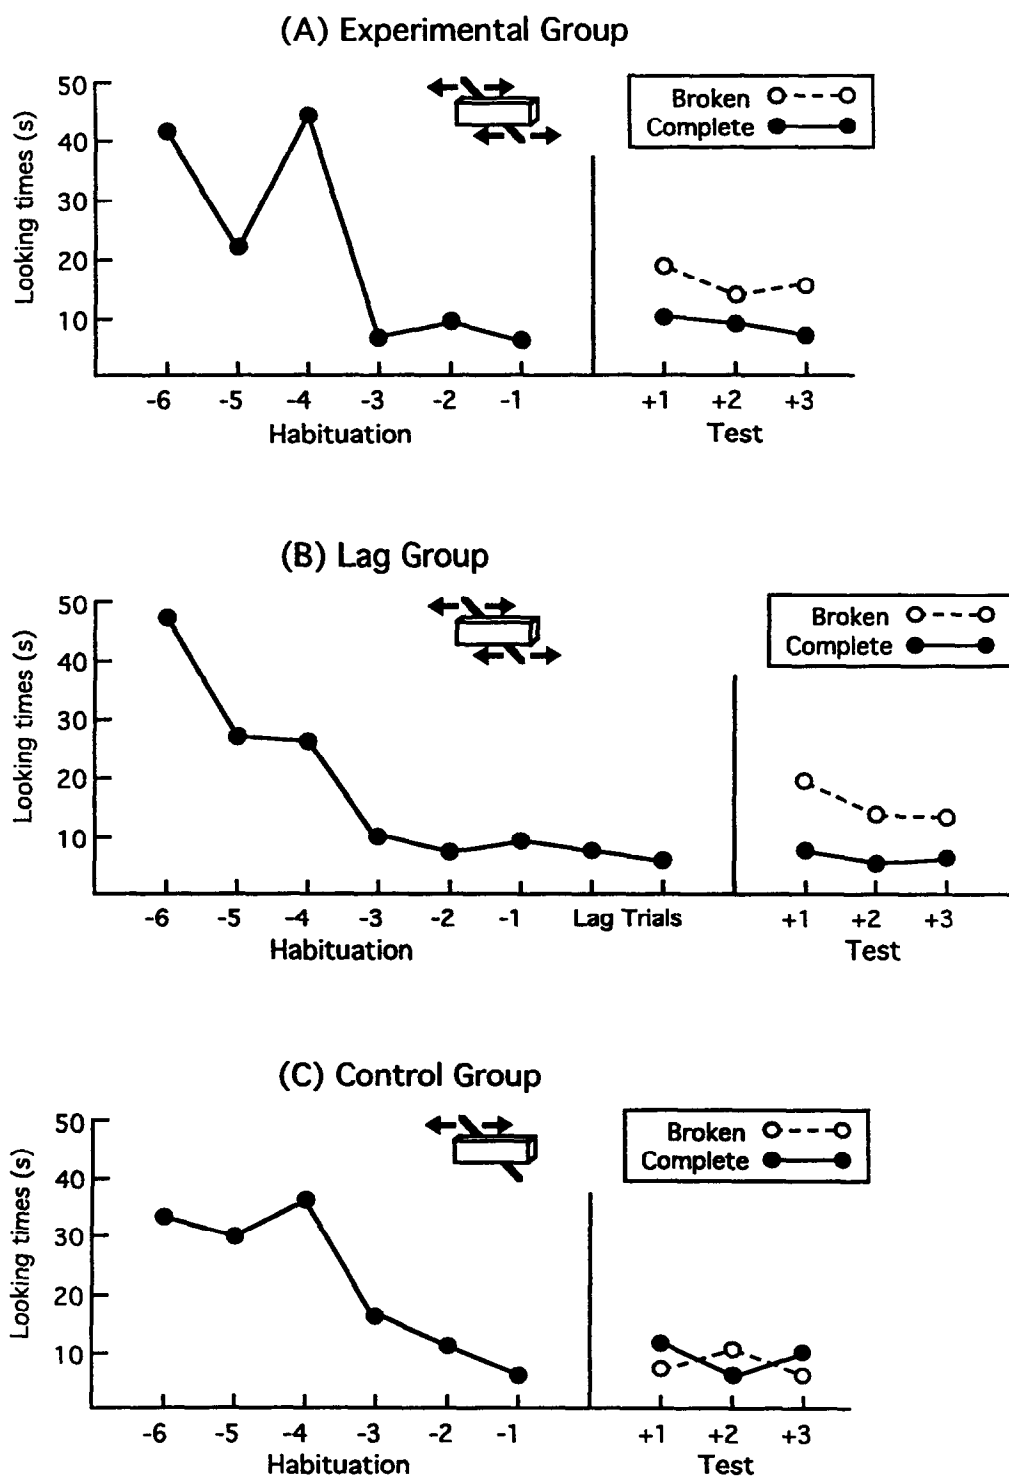 (A) Experimental Group
Looking times (s)
50
40
30
20
10
Broken
Complete
-6 -5 -4 -3 -2 -1 +1 +2 +3
Habituation Test
(B) Lag Group
Looking times (s)
50
40
30
20
10
Broken
Complete
-6 -5 -4 -3 -2 -1 Lag Trials +1 +2 +3
Habituation Test
(C) Control Group
Looking times (s)
50
40
30
20
10
Broken
Complete
-6 -5 -4 -3 -2 -1 +1 +2 +3
Habituation Test